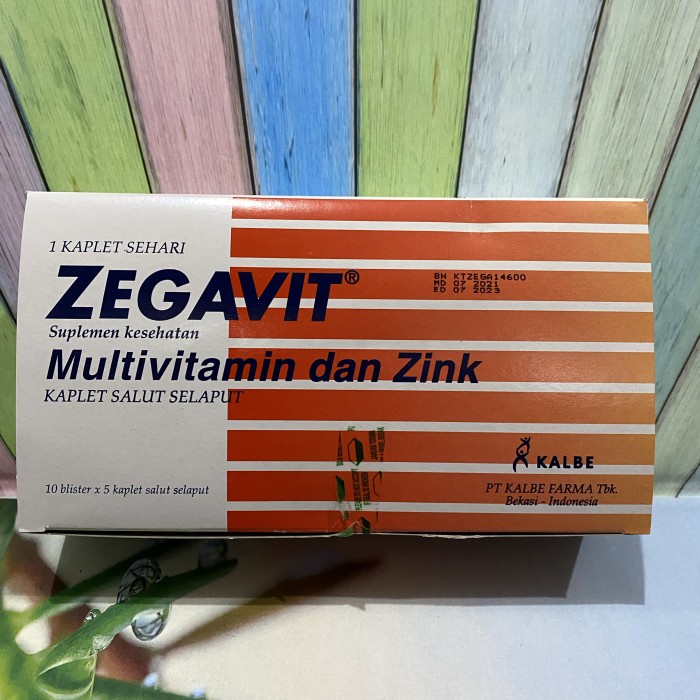 1 KAPLET SEHARI
ZEGAVIT®
Suplemen kesehatan
Multivitamin dan Zink
KAPLET SALUT SELAPUT
10 blister x 5 kaplet salut selaput
BN KTZEGA14600
MD 07 2021
ED 07 2023
KALBE
PT KALBE FARMA Tbk.
Bekasi - Indonesia